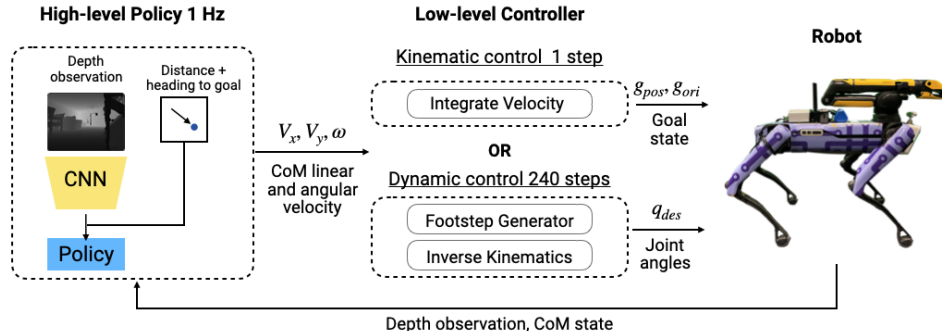 High-level Policy 1 Hz
Depth
observation
Distance +
heading to goal
CNN
Policy
V_x, V_y, ω
CoM linear
and angular
velocity
Low-level Controller
Kinematic control 1 step
Integrate Velocity
OR
Dynamic control 240 steps
Footstep Generator
Inverse Kinematics
g_pos, g_ori
Goal
state
q_des
Joint
angles
Robot
Depth observation, CoM state